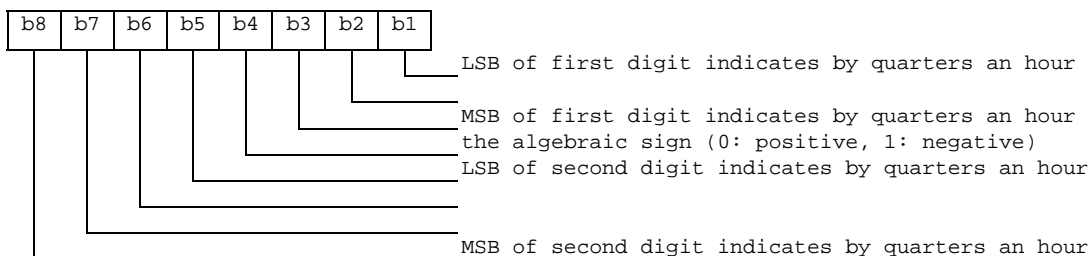 b8 b7 b6 b5 b4 b3 b2 b1
LSB of first digit indicates by quarters an hour
MSB of first digit indicates by quarters an hour
the algebraic sign (0: positive, 1: negative)
LSB of second digit indicates by quarters an hour
MSB of second digit indicates by quarters an hour